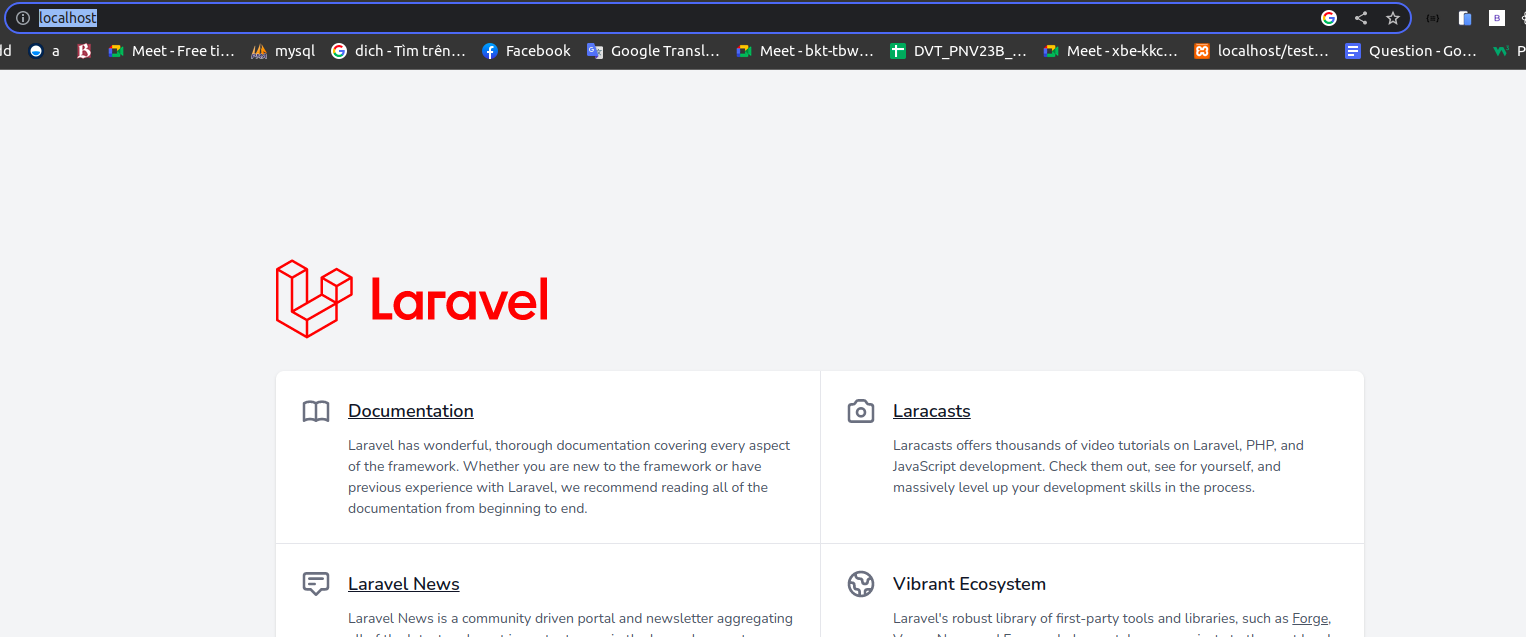 localhost
dd a Meet - Free ti... mysql dich - Tìm trên... Facebook Google Transl... Meet - bkt-tbw... DVT_PNV23B_... Meet - xbe-kkc... localhost/test... Question - Go... P
Laravel
Documentation
Laravel has wonderful, thorough documentation covering every aspect
of the framework. Whether you are new to the framework or have
previous experience with Laravel, we recommend reading all of the
documentation from beginning to end.
Laracasts
Laracasts offers thousands of video tutorials on Laravel, PHP, and
JavaScript development. Check them out, see for yourself, and
massively level up your development skills in the process.
Laravel News
Laravel News is a community driven portal and newsletter aggregating
Vibrant Ecosystem
Laravel's robust library of first-party tools and libraries, such as Forge,